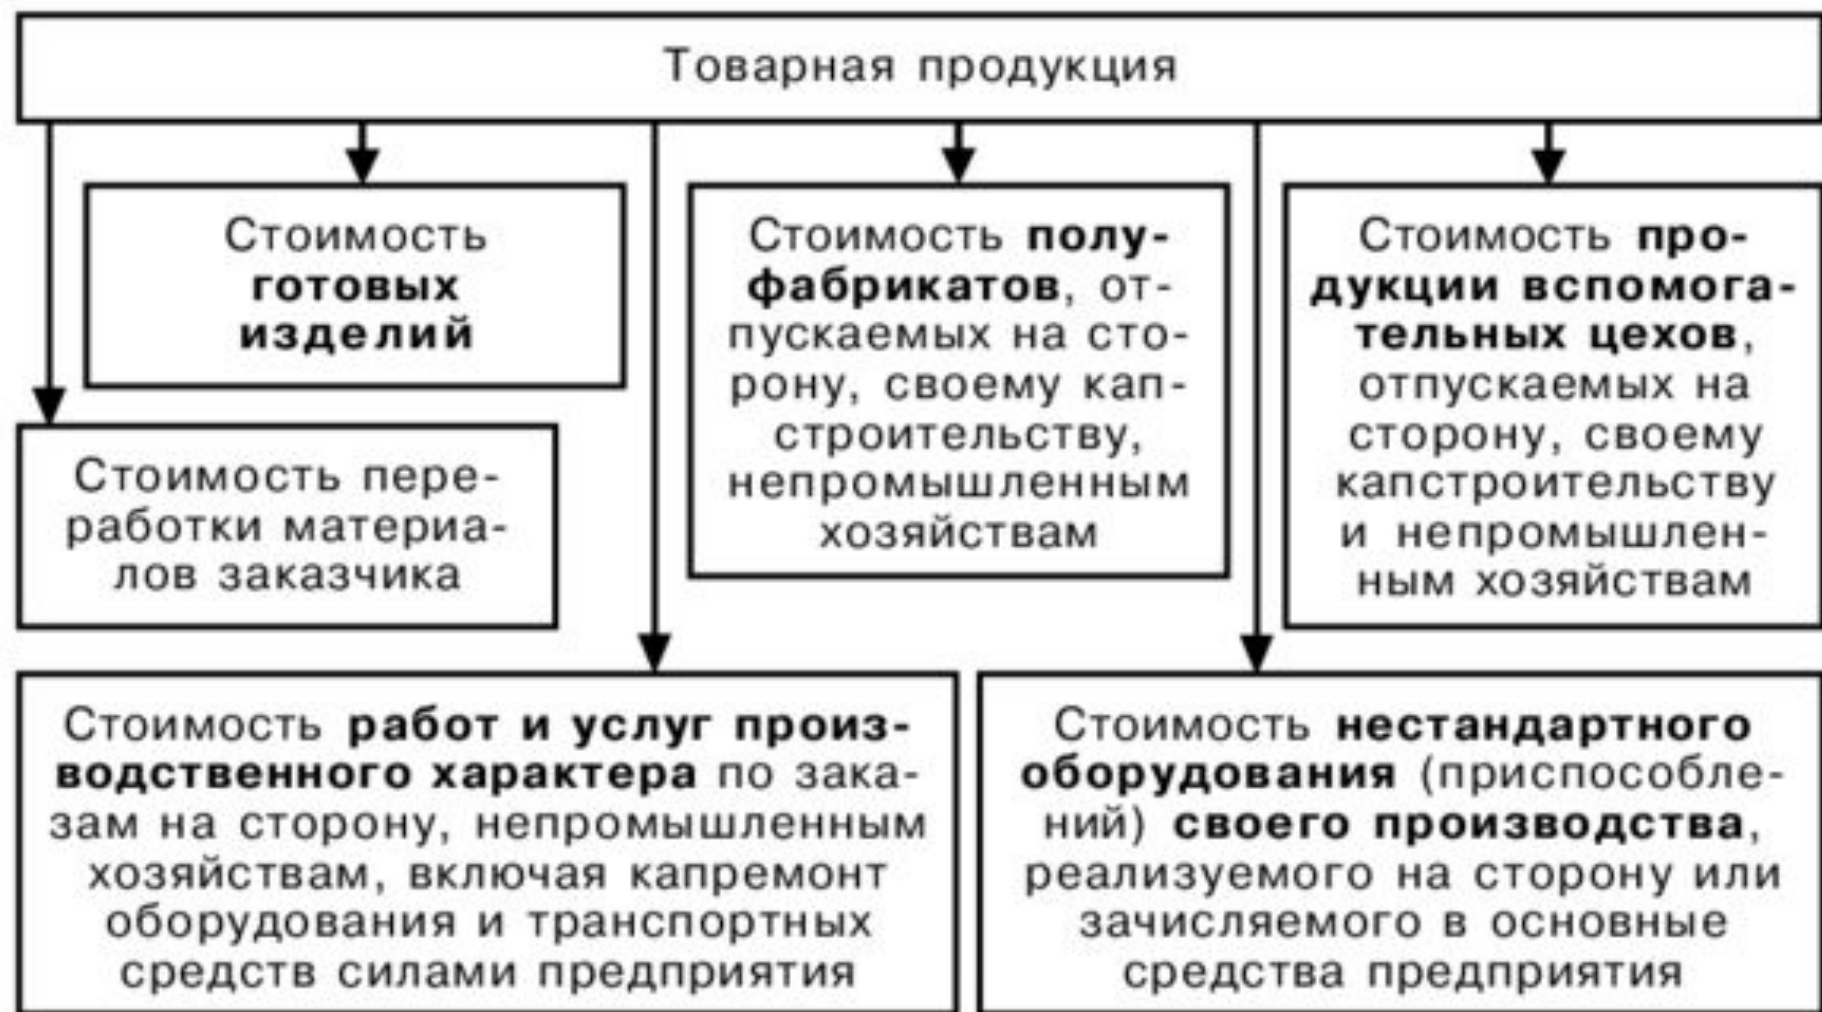 Товарная продукция
Стоимость
готовых
изделий
Стоимость полу-
фабрикатов, от-
пускаемых на сто-
рону, своему кап-
строительству,
непромышленным
хозяйствам
Стоимость про-
дукции вспомога-
тельных цехов,
отпускаемых на
сторону, своему
капстроительству
и непромышлен-
ным хозяйствам
Стоимость пере-
работки материа-
лов заказчика
Стоимость работ и услуг произ-
водственного характера по зака-
зам на сторону, непромышленным
хозяйствам, включая капремонт
оборудования и транспортных
средств силами предприятия
Стоимость нестандартного
оборудования (приспособле-
ний) своего производства,
реализуемого на сторону или
зачисляемого в основные
средства предприятия